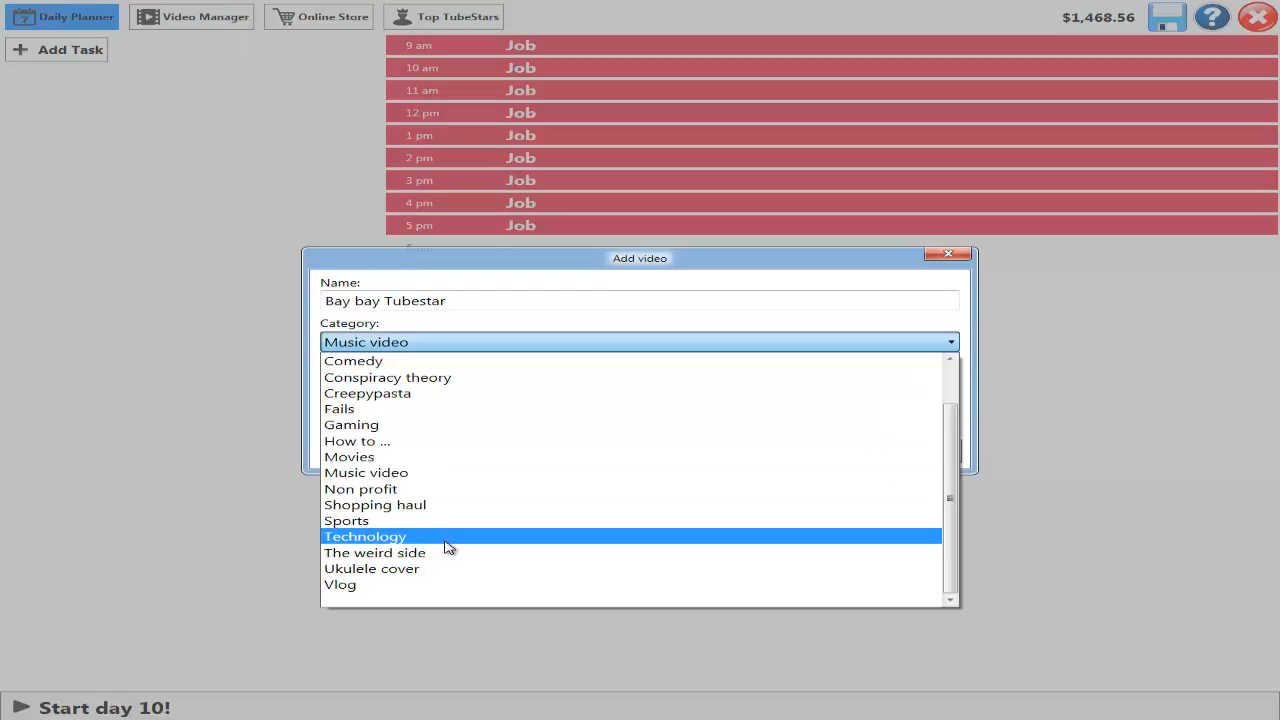 Daily Planner Video Manager Online Store Top TubeStars $1,468.56
Add Task
9 am Job
10 am Job
11 am Job
12 pm Job
1 pm Job
2 pm Job
3 pm Job
4 pm Job
5 pm Job
Add video
Name:
Bay bay Tubestar
Category:
Music video
Comedy
Conspiracy theory
Creepypasta
Fails
Gaming
How to ...
Movies
Music video
Non profit
Shopping haul
Sports
Technology
The weird side
Ukulele cover
Vlog
Start day 10!